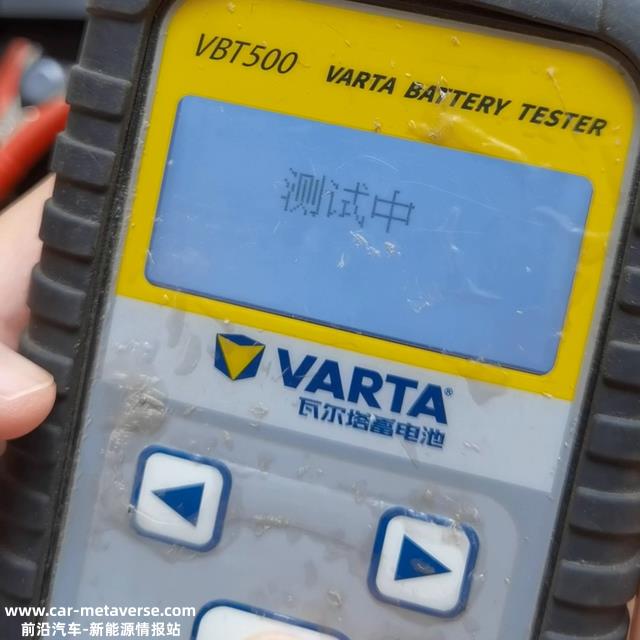 VBT500 VARTA BATTERY TESTER
测试中
VARTA®
瓦尔塔蓄电池
www.car-metaverse.com
前沿汽车-新能源情报站